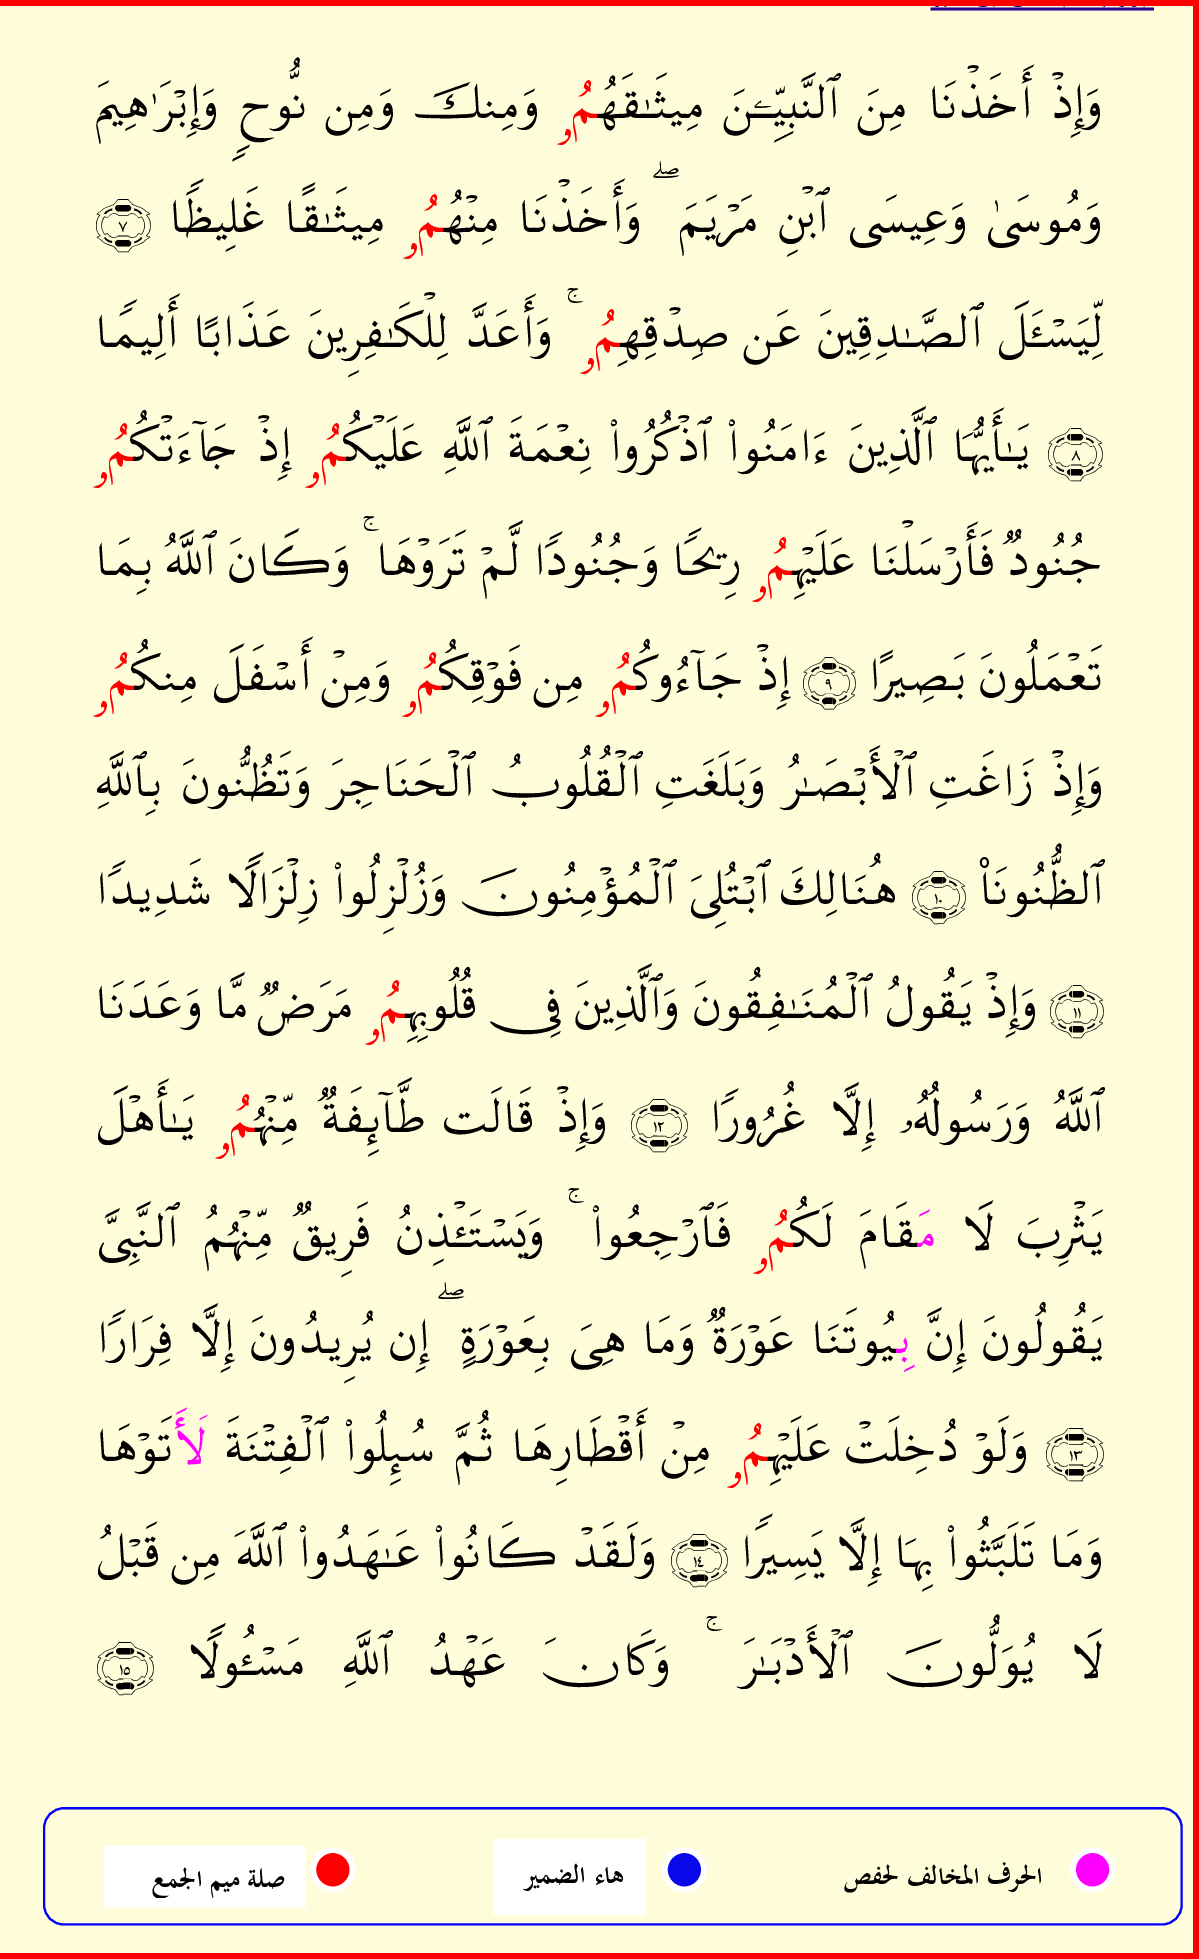 وَإِذْ أَخَذْنَا مِنَ ٱلنَّبِيِّـۧنَ مِيثَـٰقَهُمُۥ وَمِنكَ وَمِن نُّوحٍ وَإِبْرَٰهِيمَ
وَمُوسَىٰ وَعِيسَى ٱبْنِ مَرْيَمَ ۖ وَأَخَذْنَا مِنْهُمُۥ مِيثَـٰقًا غَلِيظًا ٧
لِّيَسْـَٔلَ ٱلصَّـٰدِقِينَ عَن صِدْقِهِمُۥ ۚ وَأَعَدَّ لِلْكَـٰفِرِينَ عَذَابًا أَلِيمًا
٨ يَـٰٓأَيُّهَا ٱلَّذِينَ ءَامَنُوا۟ ٱذْكُرُوا۟ نِعْمَةَ ٱللَّهِ عَلَيْكُمُۥ إِذْ جَآءَتْكُمُۥ
جُنُودٌ فَأَرْسَلْنَا عَلَيْهِمُۥ رِيحًا وَجُنُودًا لَّمْ تَرَوْهَا ۚ وَكَانَ ٱللَّهُ بِمَا
تَعْمَلُونَ بَصِيرًا ٩ إِذْ جَآءُوكُمُۥ مِن فَوْقِكُمُۥ وَمِنْ أَسْفَلَ مِنكُمُۥ
وَإِذْ زَاغَتِ ٱلْأَبْصَـٰرُ وَبَلَغَتِ ٱلْقُلُوبُ ٱلْحَنَاجِرَ وَتَظُنُّونَ بِٱللَّهِ
ٱلظُّنُونَا۠ ١٠ هُنَالِكَ ٱبْتُلِىَ ٱلْمُؤْمِنُونَ وَزُلْزِلُوا۟ زِلْزَالًا شَدِيدًا
١١ وَإِذْ يَقُولُ ٱلْمُنَـٰفِقُونَ وَٱلَّذِينَ فِى قُلُوبِهِمُۥ مَرَضٌ مَّا وَعَدَنَا
ٱللَّهُ وَرَسُولُهُۥ إِلَّا غُرُورًا ١٢ وَإِذْ قَالَت طَّآئِفَةٌ مِّنْهُمُۥ يَـٰٓأَهْلَ
يَثْرِبَ لَا مَقَامَ لَكُمُۥ فَٱرْجِعُوا۟ ۚ وَيَسْتَـْٔذِنُ فَرِيقٌ مِّنْهُمُ ٱلنَّبِىَّ
يَقُولُونَ إِنَّ بِيُوتَنَا عَوْرَةٌ وَمَا هِىَ بِعَوْرَةٍ ۖ إِن يُرِيدُونَ إِلَّا فِرَارًا
١٣ وَلَوْ دُخِلَتْ عَلَيْهِمُۥ مِنْ أَقْطَارِهَا ثُمَّ سُئِلُوا۟ ٱلْفِتْنَةَ لَأَتَوْهَا
وَمَا تَلَبَّثُوا۟ بِهَا إِلَّا يَسِيرًا ١٤ وَلَقَدْ كَانُوا۟ عَـٰهَدُوا۟ ٱللَّهَ مِن قَبْلُ
لَا يُوَلُّونَ ٱلْأَدْبَـٰرَ ۚ وَكَانَ عَهْدُ ٱللَّهِ مَسْـُٔولًا ١٥
الحرف المخالف لحفص هاء الضمير صلة ميم الجمع